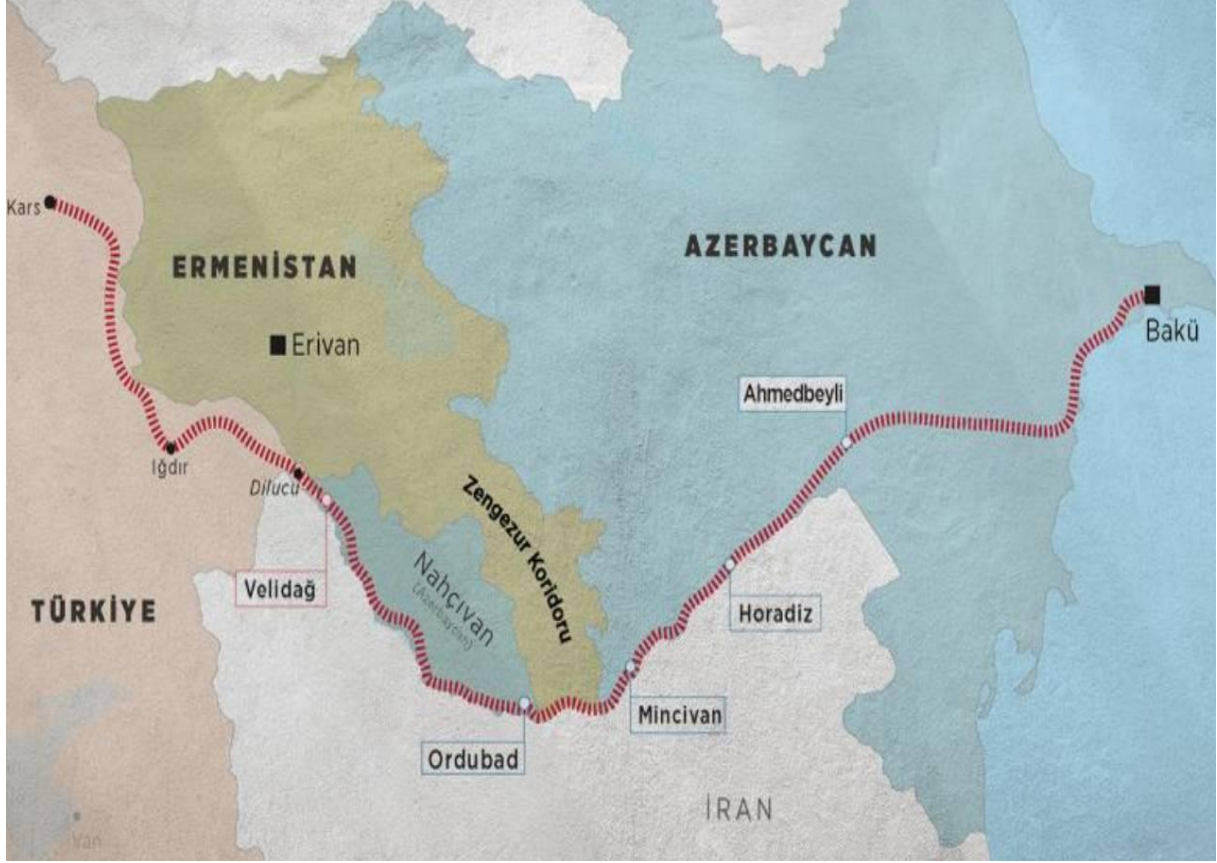 Kars
ERMENİSTAN
AZERBAYCAN
Erivan
Bakü
Ahmedbeyli
Iğdır
Dilucu
Zengezur Koridoru
Nahçıvan
(Azerbaycan)
Velidağ
TÜRKİYE
Horadiz
Mincivan
Ordubad
İRAN
Van